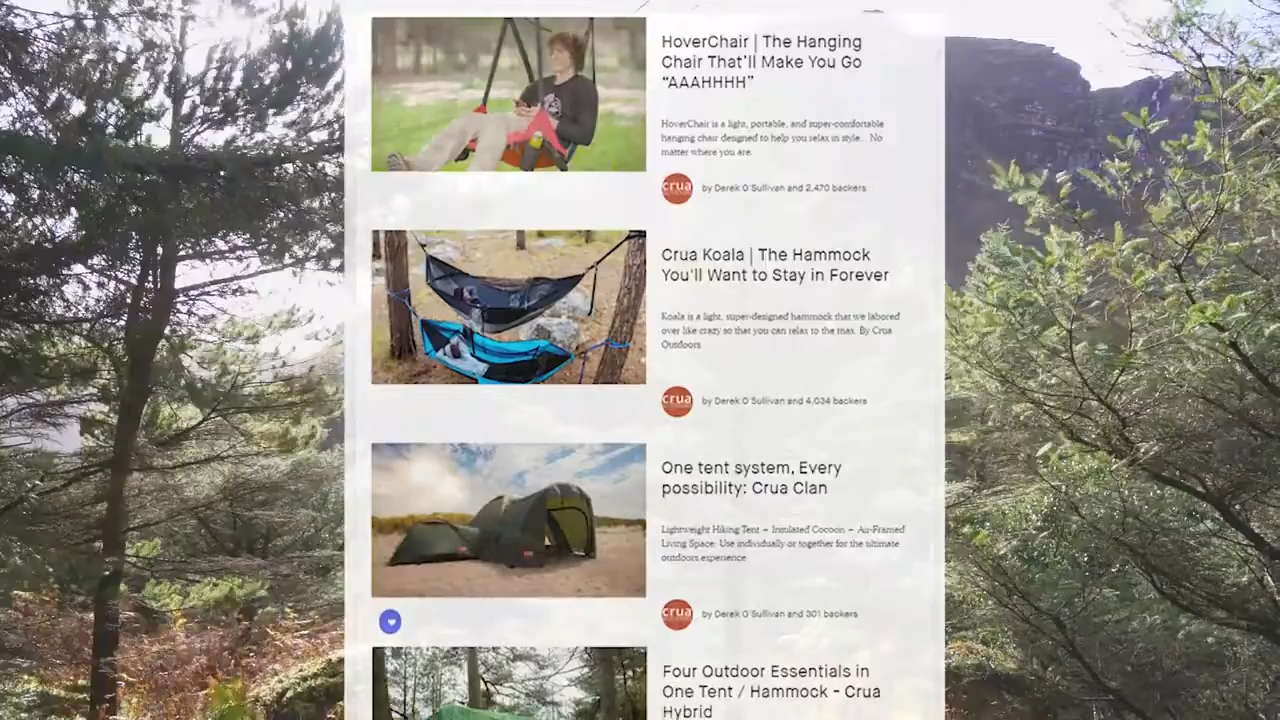 HoverChair | The Hanging
Chair That'll Make You Go
“AAAHHHH”
HoverChair is a light, portable, and super-comfortable
hanging chair designed to help you relax in style... No
matter where you are.
crua
by Derek O'Sullivan and 2,470 backers
Crua Koala | The Hammock
You'll Want to Stay in Forever
Koala is a light, super-designed hammock that we labored
over like crazy so that you can relax to the max. By Crua
Outdoors
crua
by Derek O'Sullivan and 4,034 backers
One tent system, Every
possibility: Crua Clan
Lightweight Hiking Tent + Insulated Cocoon + Air-Framed
Living Space: Use individually or together for the ultimate
outdoors experience
crua
by Derek O'Sullivan and 301 backers
Four Outdoor Essentials in
One Tent / Hammock - Crua
Hybrid